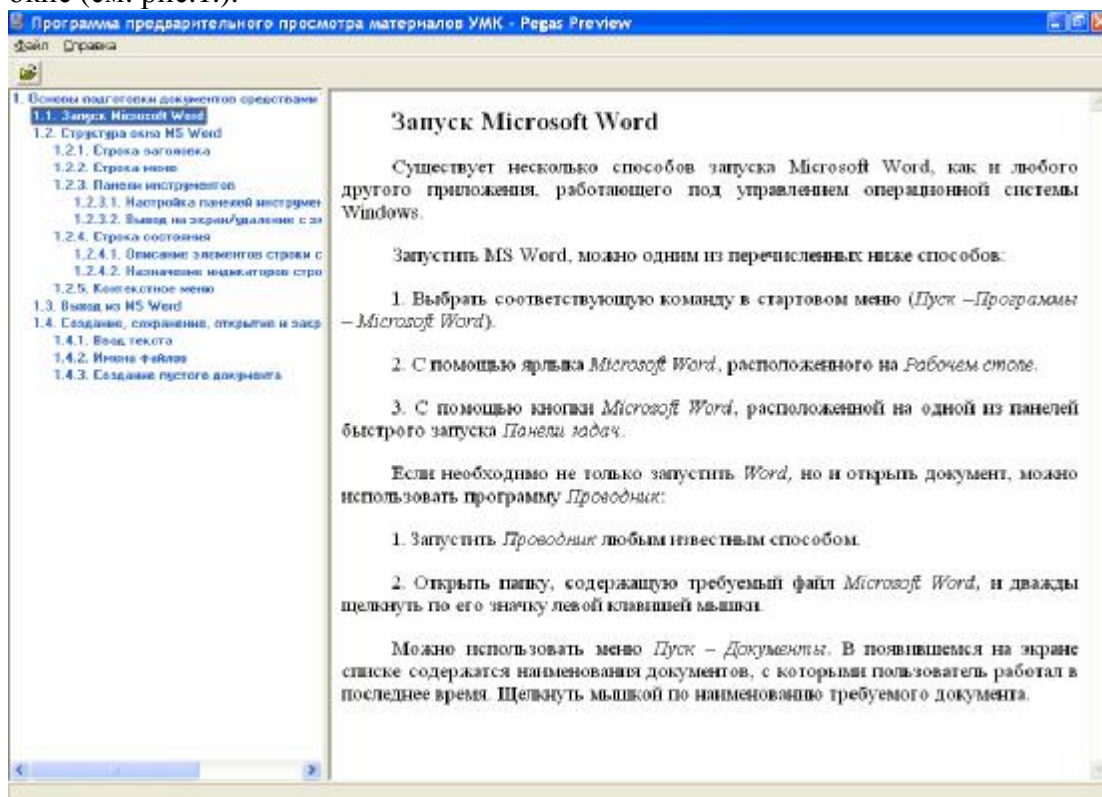 окне (см. рис.1.).
Программа предварительного просмотра материалов УМК - Pegas Preview
Файл Справка
1. Основы подготовки документов средствами
1.1. Запуск Microsoft Word
1.2. Структура окна MS Word
1.2.1. Строка заголовка
1.2.2. Строка меню
1.2.3. Панели инструментов
1.2.3.1. Настройка панелей инструмен
1.2.3.2. Вывод на экран/удаление с эк
1.2.4. Строка состояния
1.2.4.1. Описание элементов строки с
1.2.4.2. Назначение индикаторов стро
1.2.5. Контекстное меню
1.3. Выход из MS Word
1.4. Создание, сохранение, открытие и закр
1.4.1. Ввод текста
1.4.2. Имена файлов
1.4.3. Создание пустого документа
Запуск Microsoft Word
Существует несколько способов запуска Microsoft Word, как и любого
другого приложения, работающего под управлением операционной системы
Windows.
Запустить MS Word, можно одним из перечисленных ниже способов:
1. Выбрать соответствующую команду в стартовом меню (Пуск –Программы
– Microsoft Word).
2. С помощью ярлыка Microsoft Word, расположенного на Рабочем столе.
3. С помощью кнопки Microsoft Word, расположенной на одной из панелей
быстрого запуска Панели задач.
Если необходимо не только запустить Word, но и открыть документ, можно
использовать программу Проводник:
1. Запустить Проводник любым известным способом.
2. Открыть папку, содержащую требуемый файл Microsoft Word, и дважды
щелкнуть по его значку левой клавишей мышки.
Можно использовать меню Пуск – Документы. В появившемся на экране
списке содержатся наименования документов, с которыми пользователь работал в
последнее время. Щелкнуть мышкой по наименованию требуемого документа.